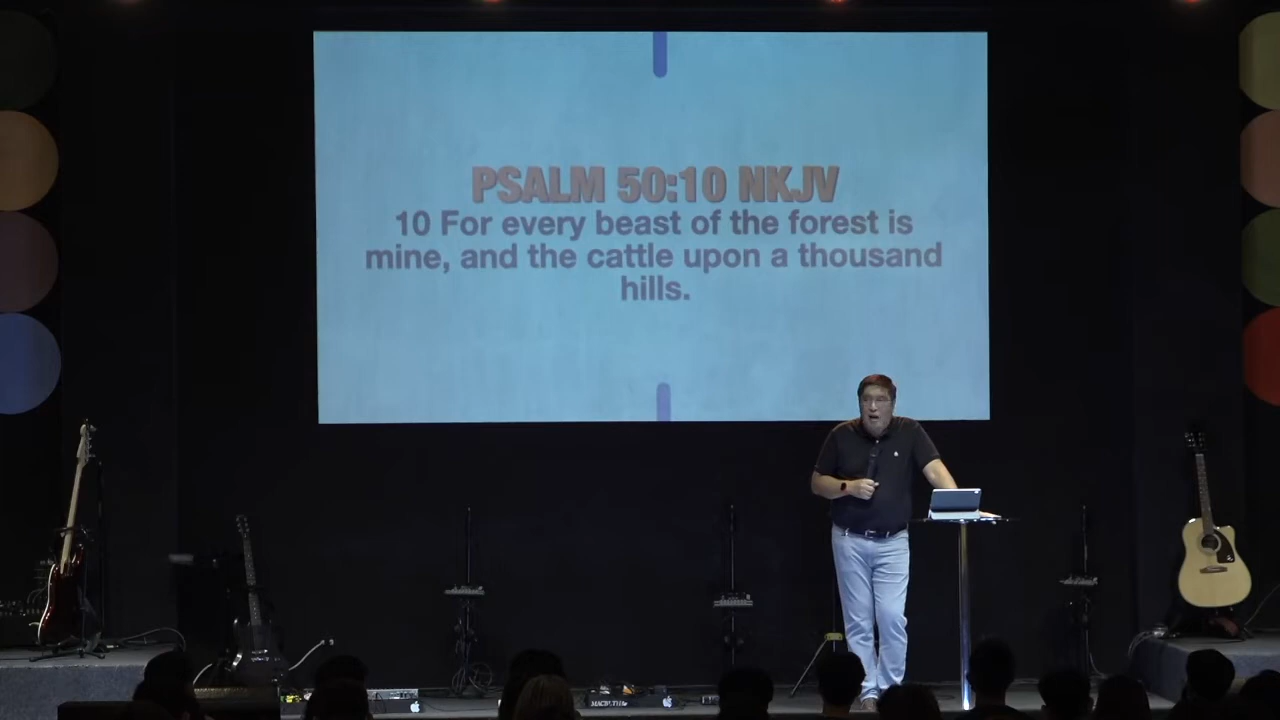 PSALM 50:10 NKJV
10 For every beast of the forest is
mine, and the cattle upon a thousand
hills.